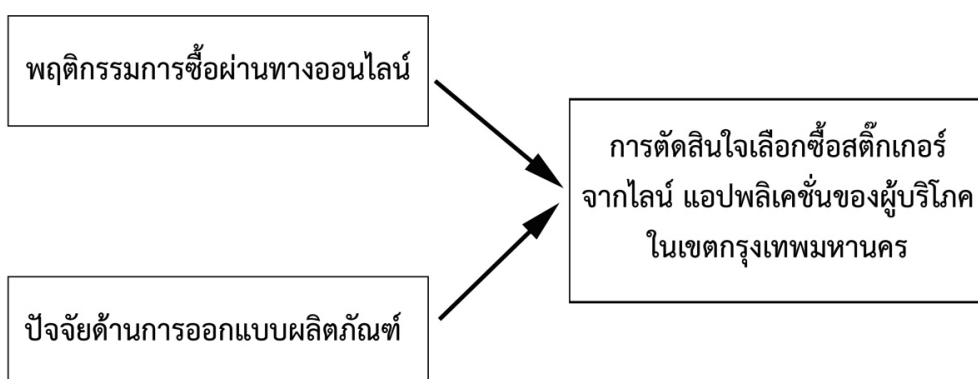 พฤติกรรมการซื้อผ่านทางออนไลน์
การตัดสินใจเลือกซื้อสติ๊กเกอร์
จากไลน์ แอปพลิเคชั่นของผู้บริโภค
ในเขตกรุงเทพมหานคร
ปัจจัยด้านการออกแบบผลิตภัณฑ์